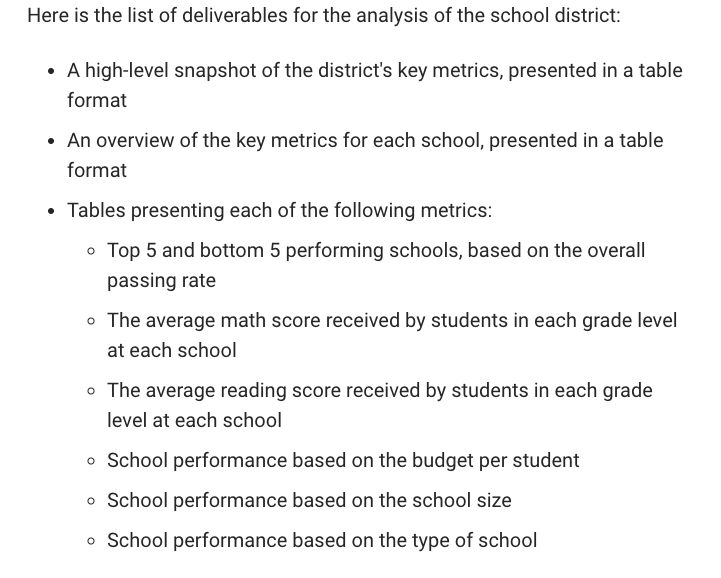 Here is the list of deliverables for the analysis of the school district:
• A high-level snapshot of the district's key metrics, presented in a table
format
• An overview of the key metrics for each school, presented in a table
format
• Tables presenting each of the following metrics:
◦ Top 5 and bottom 5 performing schools, based on the overall
passing rate
◦ The average math score received by students in each grade level
at each school
◦ The average reading score received by students in each grade
level at each school
◦ School performance based on the budget per student
◦ School performance based on the school size
◦ School performance based on the type of school